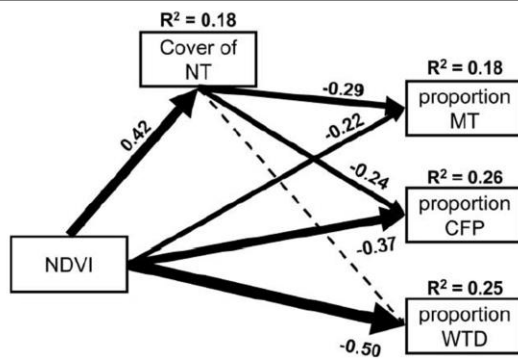 R² = 0.18
Cover of
NT
R² = 0.18
proportion
MT
-0.29
-0.22
0.42
-0.24
R² = 0.26
proportion
CFP
NDVI
-0.37
R² = 0.25
proportion
WTD
-0.50